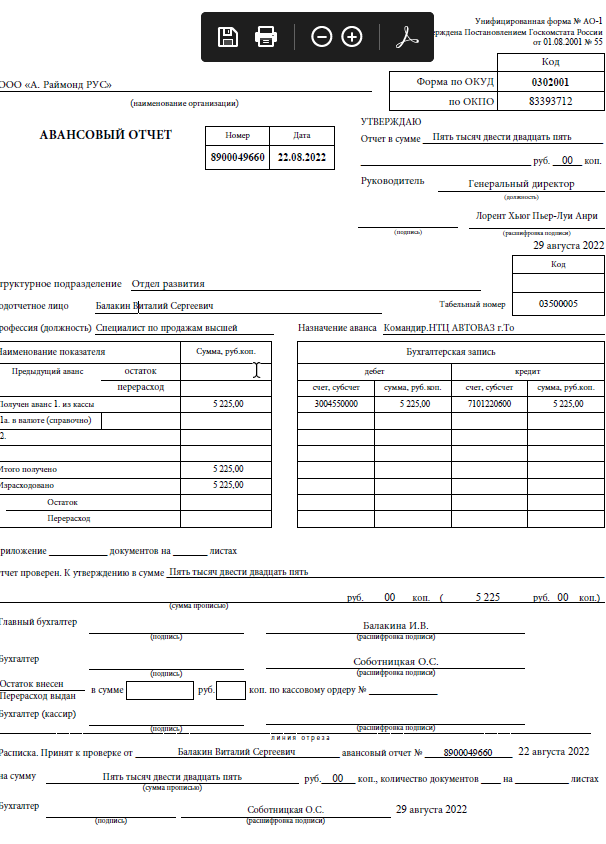 Унифицированная форма № АО-1
рждена Постановлением Госкомстата России
от 01.08.2001 № 55
Код
Форма по ОКУД 0302001
ООО «А. Раймонд РУС»
по ОКПО 83393712
(наименование организации)
УТВЕРЖДАЮ
АВАНСОВЫЙ ОТЧЕТ
Номер Дата
8900049660 22.08.2022
Отчет в сумме Пять тысяч двести двадцать пять
руб. 00 коп.
Руководитель Генеральный директор
(должность)
Лорент Хьюг Пьер-Луи Анри
(подпись) (расшифровка подписи)
29 августа 2022
Код
труктурное подразделение Отдел развития
одотчетное лицо Балакин Виталий Сергеевич Табельный номер 03500005
рофессия (должность) Специалист по продажам высшей Назначение аванса Командир.НТЦ АВТОВАЗ г.То
Наименование показателя Сумма, руб.коп. Бухгалтерская запись
Предыдущий аванс остаток дебет кредит
перерасход счет, субсчет сумма, руб.коп. счет, субсчет сумма, руб.коп.
Получен аванс 1. из кассы 5 225,00 3004550000 5 225,00 7101220600 5 225,00
1а. в валюте (справочно)
2.
Итого получено 5 225,00
Израсходовано 5 225,00
Остаток
Перерасход
риложение документов на листах
тчет проверен. К утверждению в сумме Пять тысяч двести двадцать пять
руб. 00 коп. ( 5 225 руб. 00 коп.)
(сумма прописью)
Главный бухгалтер Балакина И.В.
(подпись) (расшифровка подписи)
Бухгалтер Соботницкая О.С.
(подпись) (расшифровка подписи)
Остаток внесен
Перерасход выдан в сумме руб. коп. по кассовому ордеру №
Бухгалтер (кассир)
(подпись) (расшифровка подписи)
линия отреза
Расписка. Принят к проверке от Балакин Виталий Сергеевич авансовый отчет № 8900049660 22 августа 2022
на сумму Пять тысяч двести двадцать пять руб. 00 коп., количество документов на листах
(сумма прописью)
Бухгалтер Соботницкая О.С. 29 августа 2022
(подпись) (расшифровка подписи)